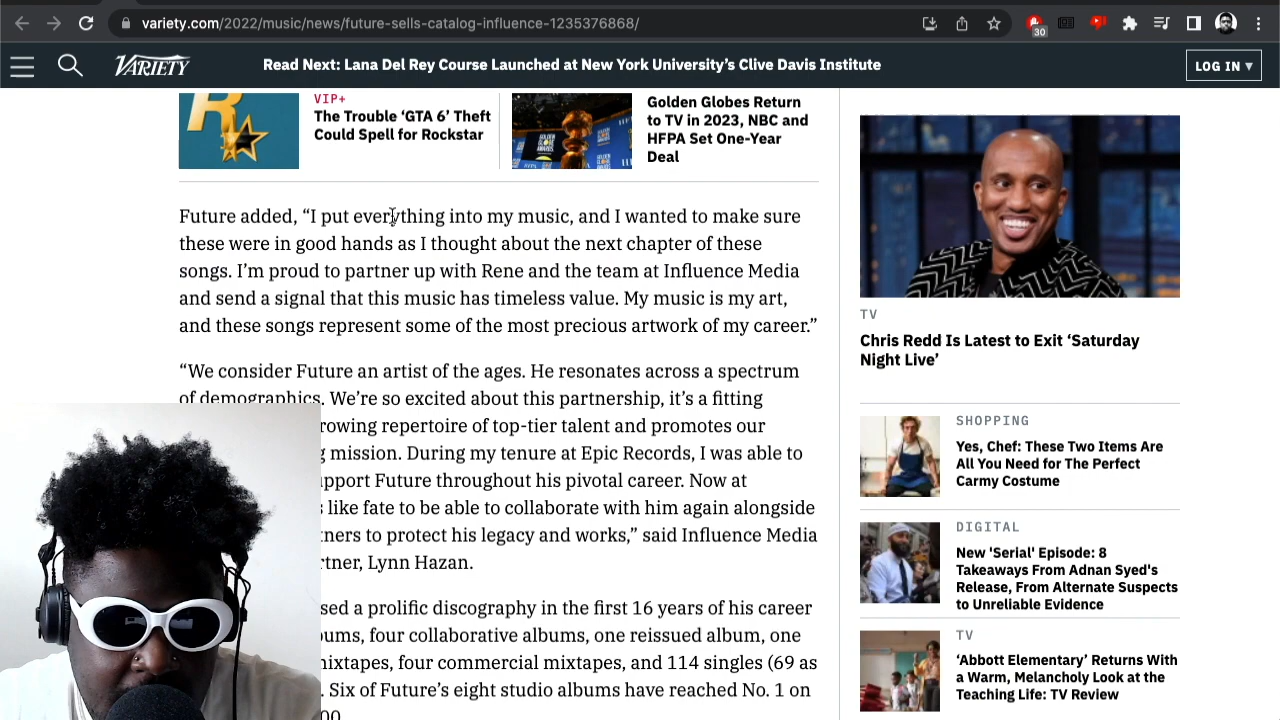 variety.com/2022/music/news/future-sells-catalog-influence-1235376868/
30
VARIETY
Read Next: Lana Del Rey Course Launched at New York University’s Clive Davis Institute
LOG IN ▾
VIP+
The Trouble ‘GTA 6’ Theft
Could Spell for Rockstar
Golden Globes Return
to TV in 2023, NBC and
HFPA Set One-Year
Deal
Future added, “I put everything into my music, and I wanted to make sure
these were in good hands as I thought about the next chapter of these
songs. I’m proud to partner up with Rene and the team at Influence Media
and send a signal that this music has timeless value. My music is my art,
and these songs represent some of the most precious artwork of my career.”
“We consider Future an artist of the ages. He resonates across a spectrum
of demographics. We’re so excited about this partnership, it’s a fitting
rowing repertoire of top-tier talent and promotes our
g mission. During my tenure at Epic Records, I was able to
pport Future throughout his pivotal career. Now at
s like fate to be able to collaborate with him again alongside
tners to protect his legacy and works,” said Influence Media
rtner, Lynn Hazan.
sed a prolific discography in the first 16 years of his career
bums, four collaborative albums, one reissued album, one
mixtapes, four commercial mixtapes, and 114 singles (69 as
. Six of Future’s eight studio albums have reached No. 1 on
TV
Chris Redd Is Latest to Exit ‘Saturday
Night Live’
SHOPPING
Yes, Chef: These Two Items Are
All You Need for The Perfect
Carmy Costume
DIGITAL
New 'Serial' Episode: 8
Takeaways From Adnan Syed's
Release, From Alternate Suspects
to Unreliable Evidence
TV
‘Abbott Elementary’ Returns With
a Warm, Melancholy Look at the
Teaching Life: TV Review